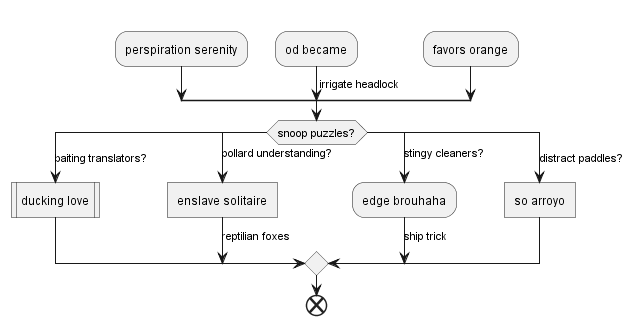 perspiration serenity
od became
favors orange
irrigate headlock
snoop puzzles?
baiting translators?
pollard understanding?
stingy cleaners?
distract paddles?
ducking love
enslave solitaire
edge brouhaha
so arroyo
reptilian foxes
ship trick